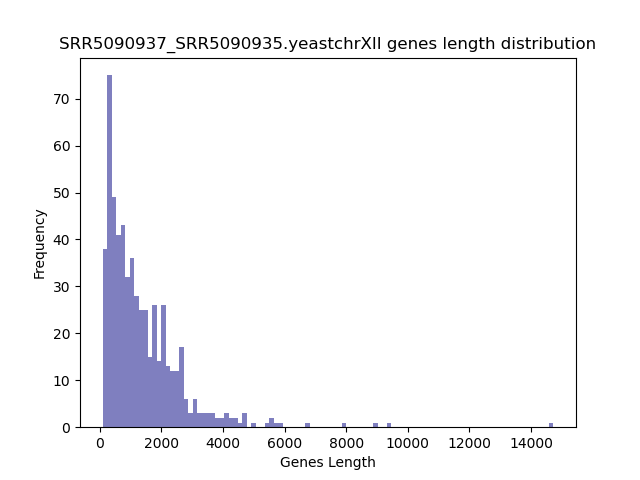 SRR5090937_SRR5090935.yeastchrXII genes length distribution
70
60
50
40
30
20
10
0
Frequency
0 2000 4000 6000 8000 10000 12000 14000
Genes Length